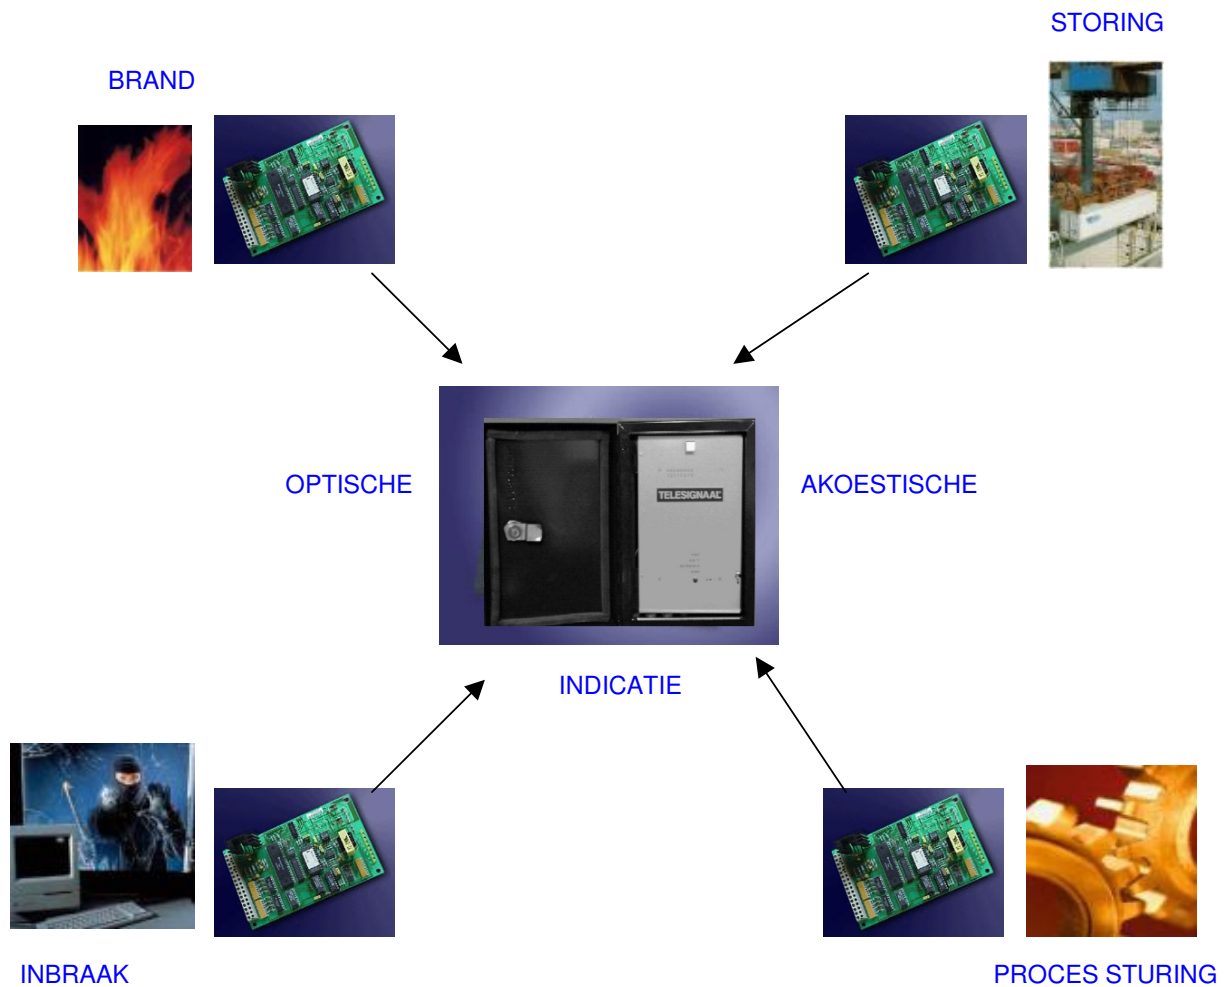 STORING
BRAND
OPTISCHE
TELESIGNAAL
AKOESTISCHE
INDICATIE
INBRAAK
PROCES STURING